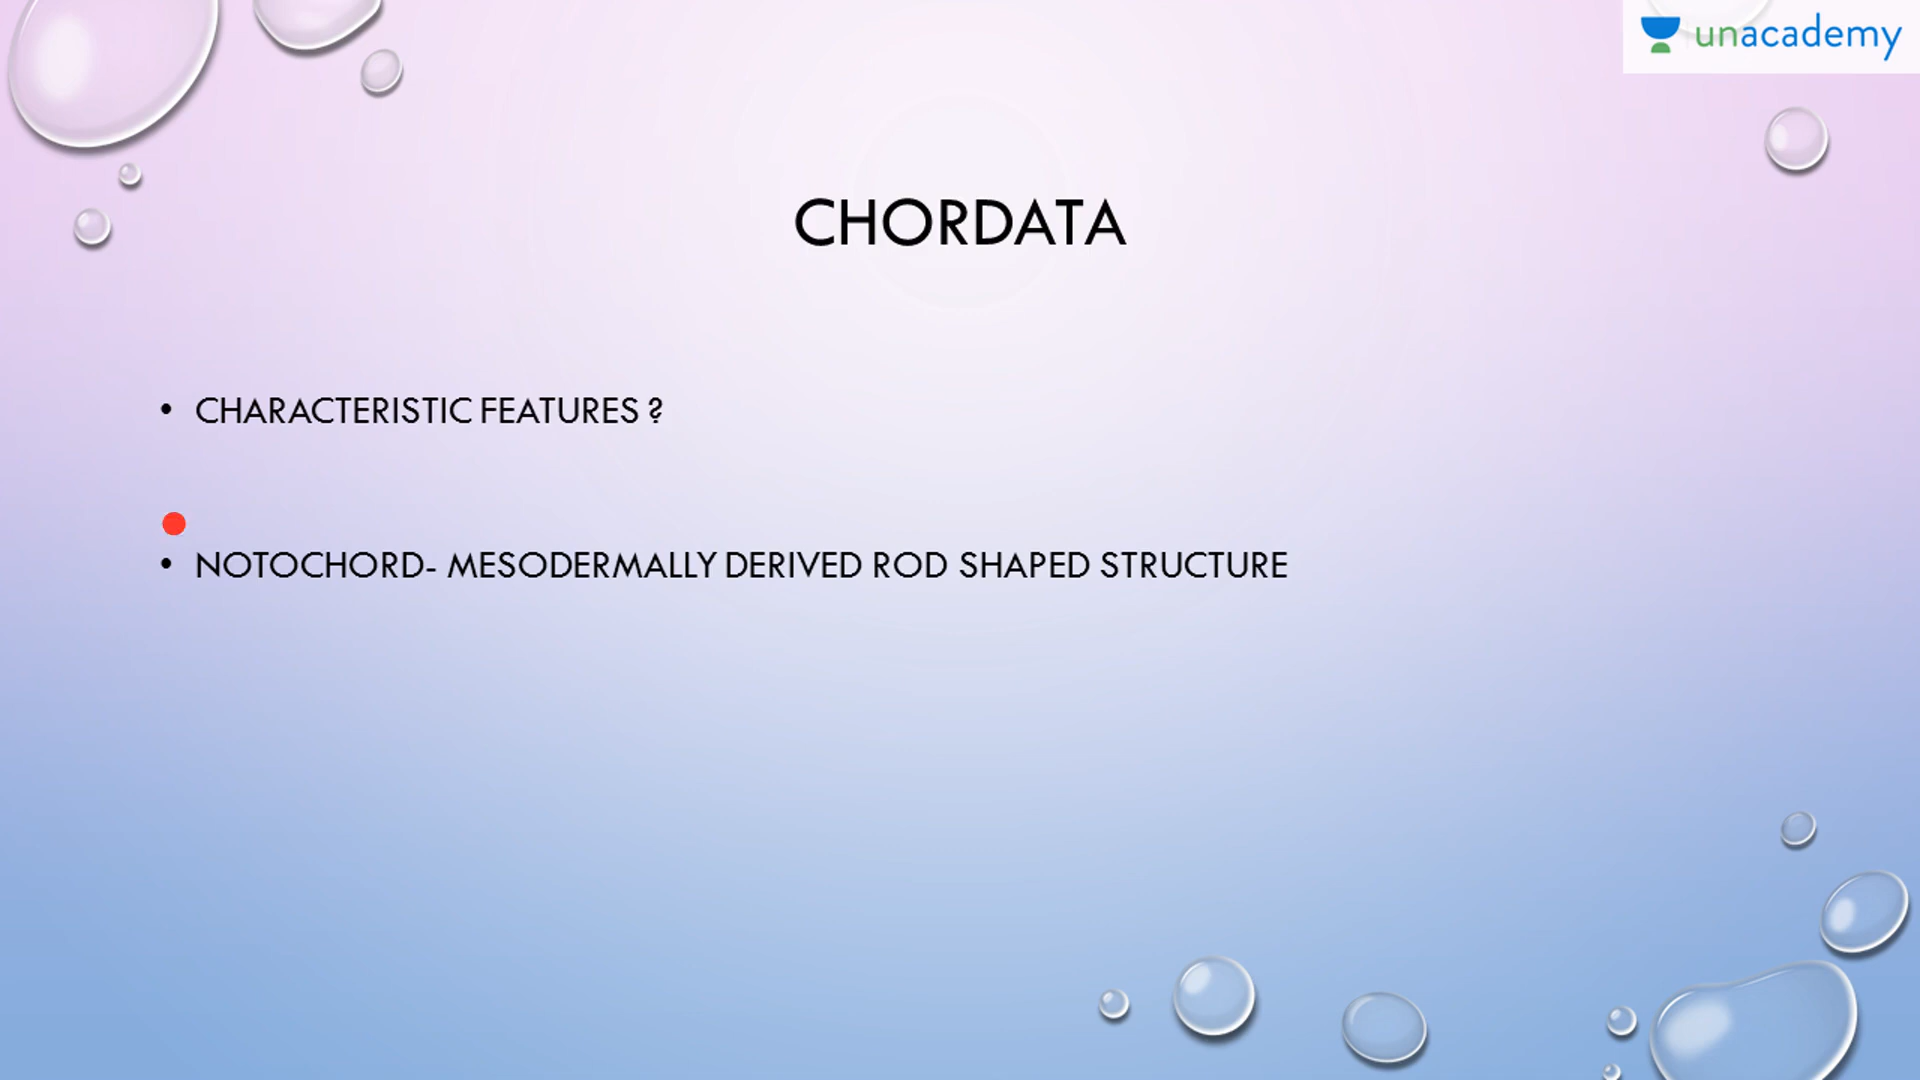 unacademy
CHORDATA
• CHARACTERISTIC FEATURES ?
• NOTOCHORD- MESODERMALLY DERIVED ROD SHAPED STRUCTURE